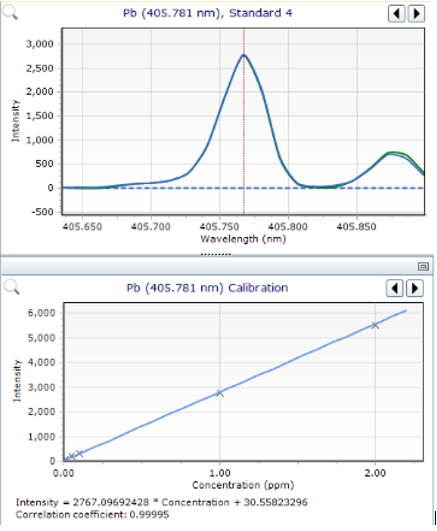 Pb (405.781 nm), Standard 4
3,000
2,500
2,000
1,500
1,000
500
0
-500
Intensity
405.650 405.700 405.750 405.800 405.850
Wavelength (nm)
Pb (405.781 nm) Calibration
6,000
5,000
4,000
3,000
2,000
1,000
0
Intensity
0.00 1.00 2.00
Concentration (ppm)
Intensity = 2767.09692428 * Concentration + 30.55823296
Correlation coefficient: 0.99995